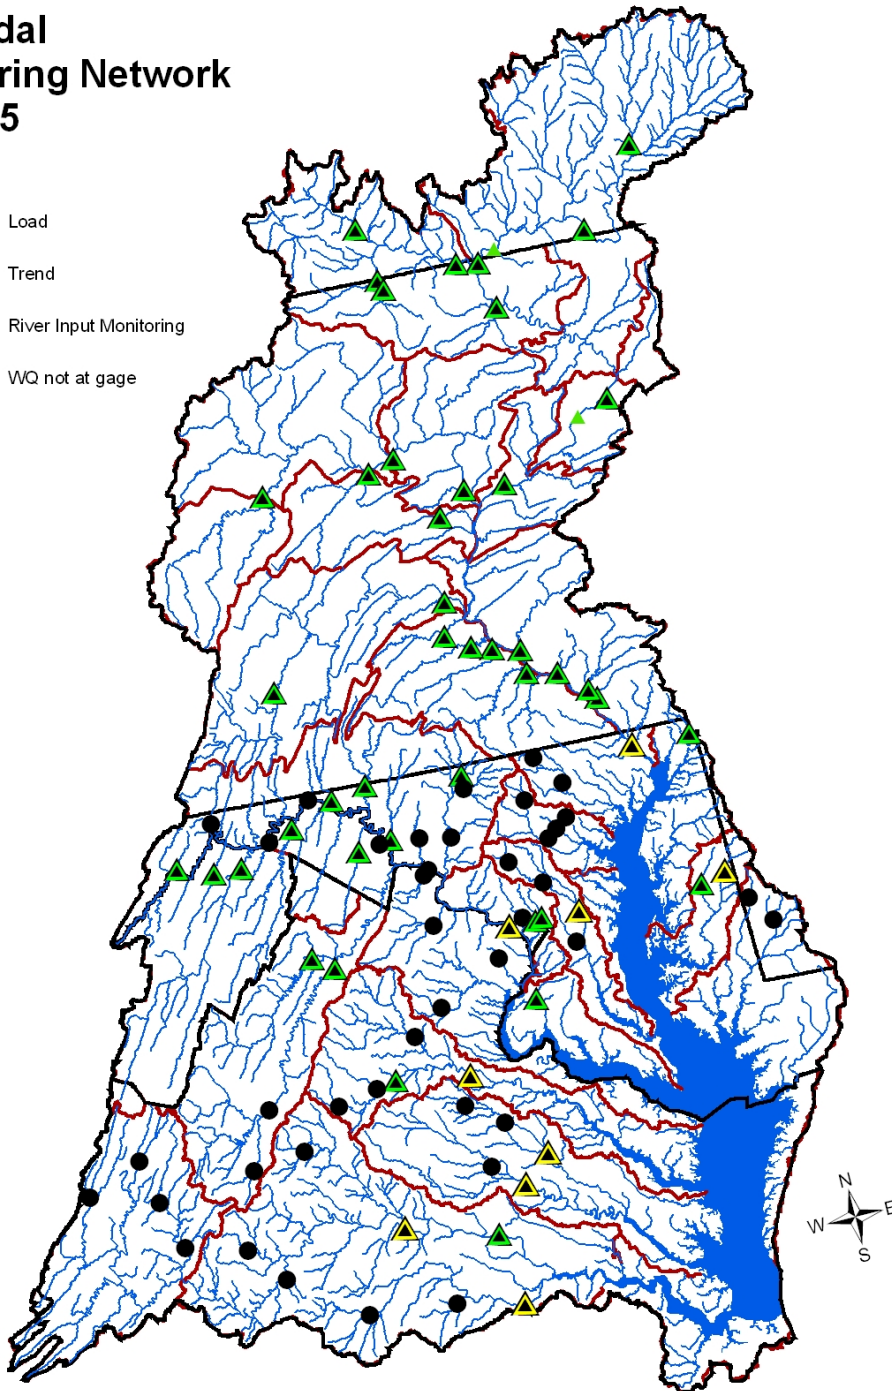 dal
ring Network
5
Load
Trend
River Input Monitoring
WQ not at gage
N
W
E
S